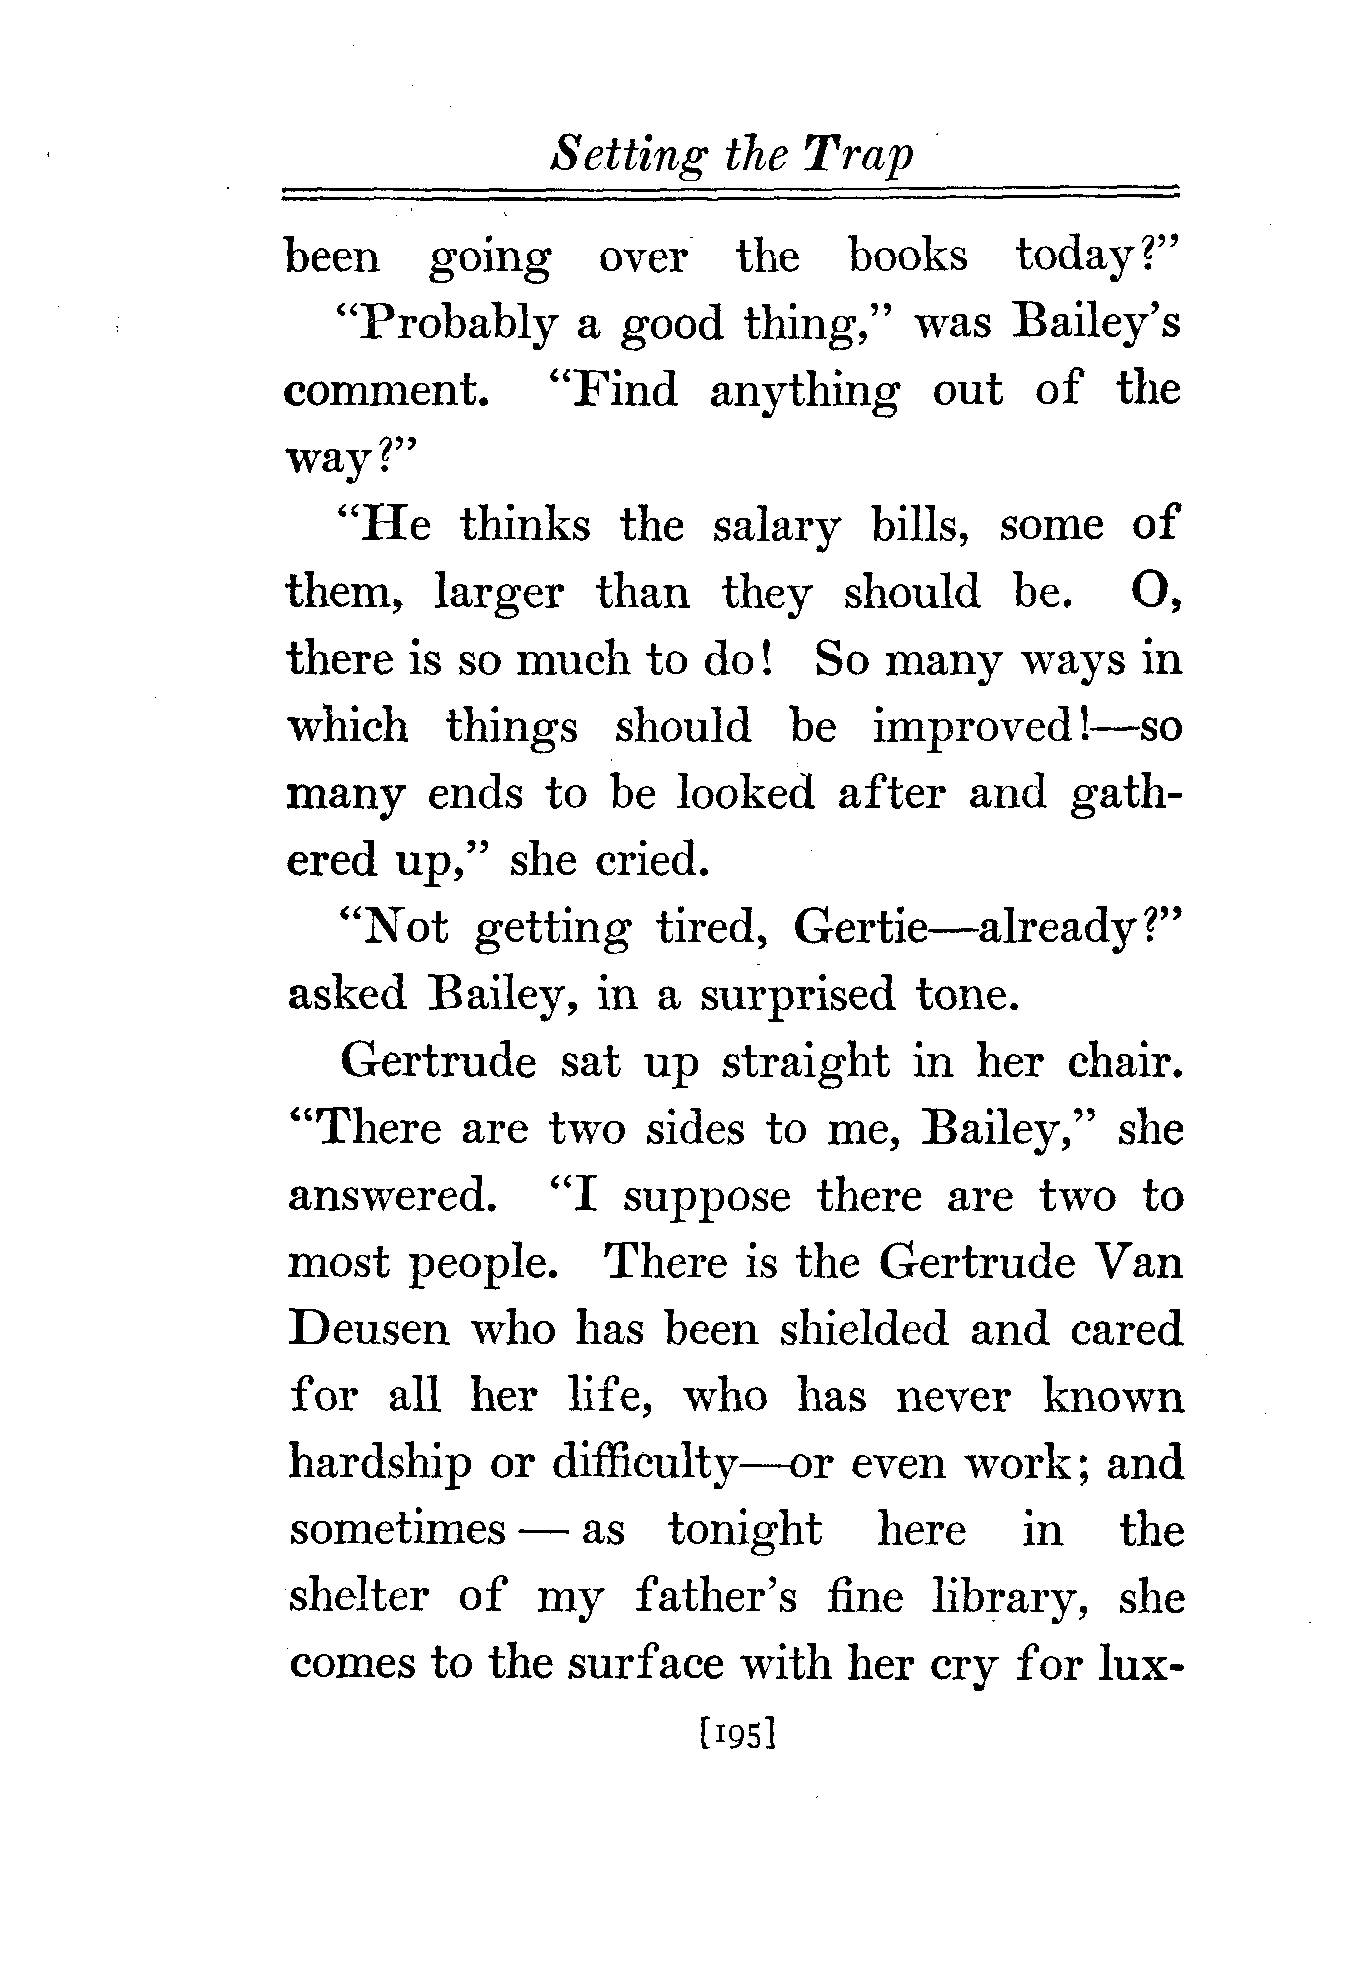 Setting the Trap
been going over the books today?”
“Probably a good thing,” was Bailey’s
comment. “Find anything out of the
way?”
“He thinks the salary bills, some of
them, larger than they should be. O,
there is so much to do! So many ways in
which things should be improved!—so
many ends to be looked after and gath-
ered up,” she cried.
“Not getting tired, Gertie—already?”
asked Bailey, in a surprised tone.
Gertrude sat up straight in her chair.
“There are two sides to me, Bailey,” she
answered. “I suppose there are two to
most people. There is the Gertrude Van
Deusen who has been shielded and cared
for all her life, who has never known
hardship or difficulty—or even work; and
sometimes — as tonight here in the
shelter of my father’s fine library, she
comes to the surface with her cry for lux-
[195]